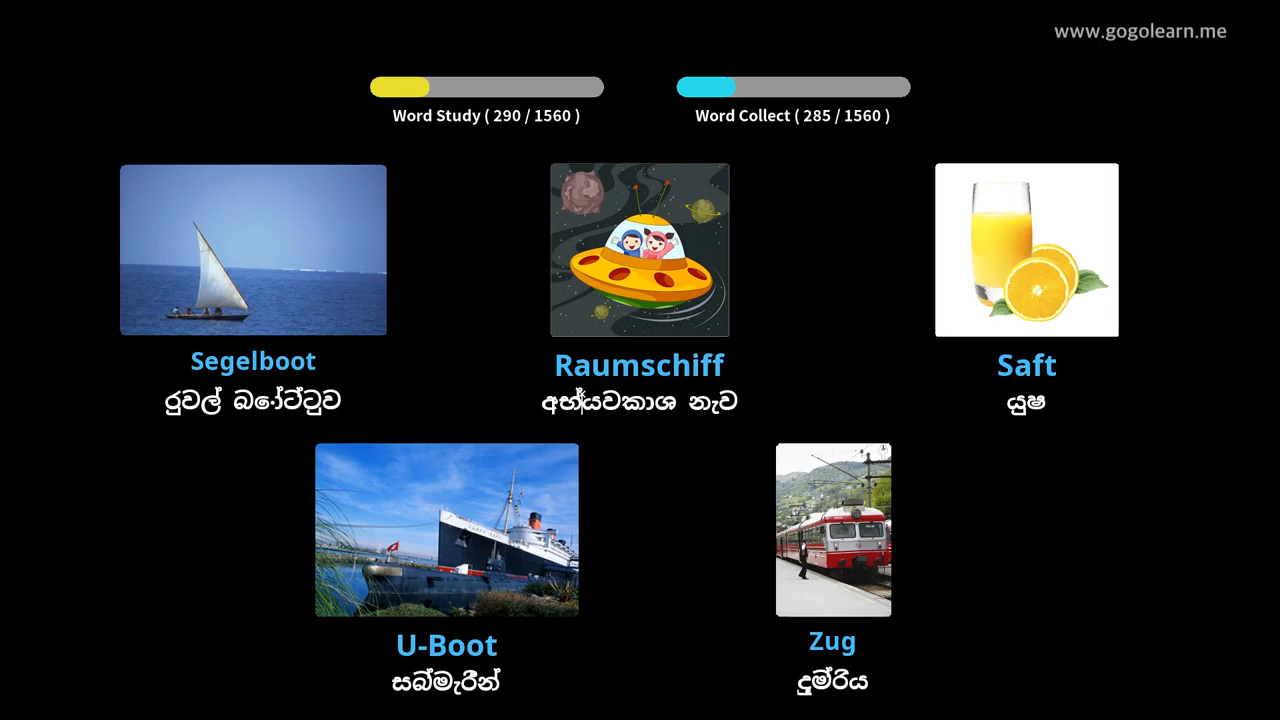 www.gogolearn.me
Word Study ( 290 / 1560 )
Word Collect ( 285 / 1560 )
Segelboot
රුවල් බෝට්ටුව
Raumschiff
අභ්‍යවකාශ නැව
Saft
යුෂ
U-Boot
සබ්මැරීන්
Zug
දුම්රිය